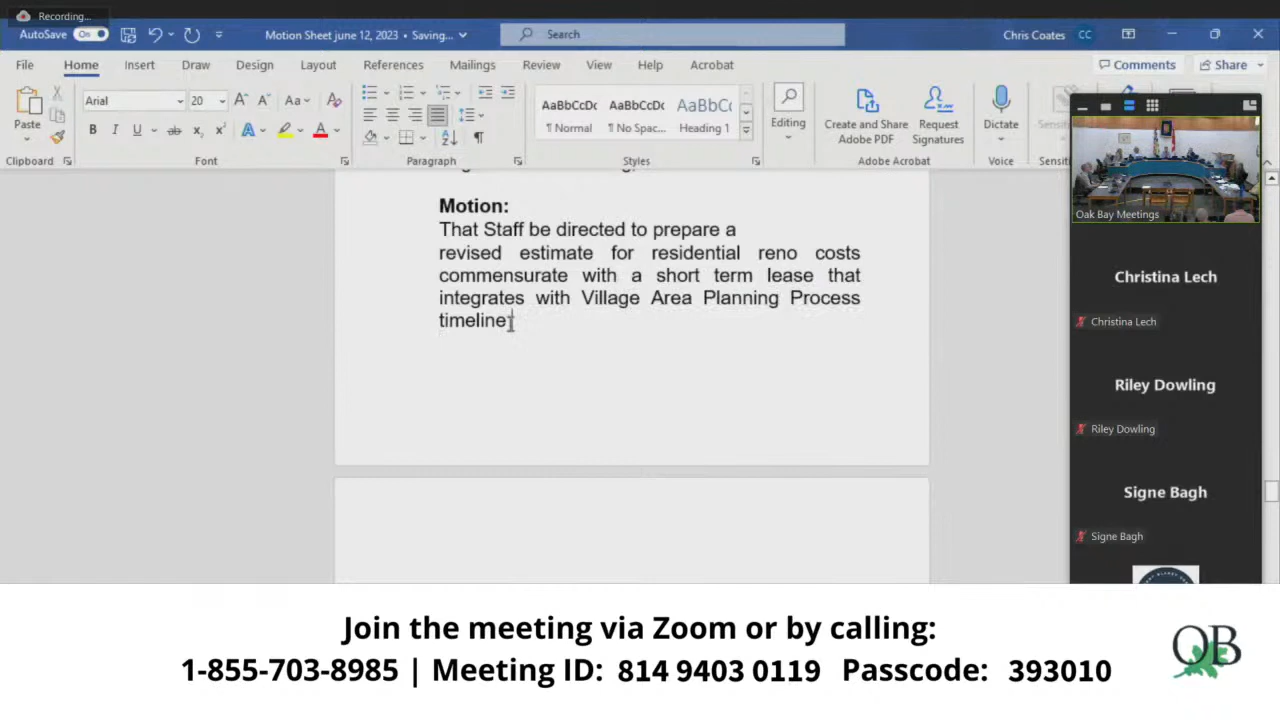 Recording...
AutoSave On
Motion Sheet june 12, 2023 • Saving...
Search
Chris Coates CC
File Home Insert Draw Design Layout References Mailings Review View Help Acrobat
Comments Share
Paste
Arial 20
Aa
B I U ab x₂ x²
A A
AaBbCcDc AaBbCcDc AaBbCc
¶ Normal ¶ No Spac... Heading 1
Editing
Create and Share
Adobe PDF
Request
Signatures
Dictate
Clipboard Font Paragraph Styles Adobe Acrobat Voice
Motion:
That Staff be directed to prepare a
revised estimate for residential reno costs
commensurate with a short term lease that
integrates with Village Area Planning Process
timeline
Oak Bay Meetings
Christina Lech
Christina Lech
Riley Dowling
Riley Dowling
Signe Bagh
Signe Bagh
Join the meeting via Zoom or by calling:
1-855-703-8985 | Meeting ID: 814 9403 0119 Passcode: 393010
OB